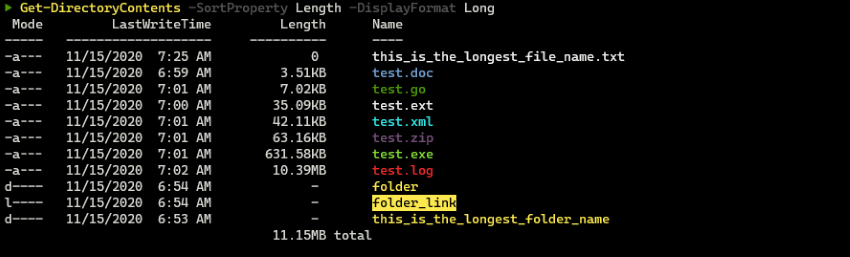 ▶ Get-DirectoryContents -SortProperty Length -DisplayFormat Long
Mode LastWriteTime Length Name
----- ------------------- ---------- ----
-a--- 11/15/2020 7:25 AM 0 this_is_the_longest_file_name.txt
-a--- 11/15/2020 6:59 AM 3.51KB test.doc
-a--- 11/15/2020 7:01 AM 7.02KB test.go
-a--- 11/15/2020 7:00 AM 35.09KB test.ext
-a--- 11/15/2020 7:01 AM 42.11KB test.xml
-a--- 11/15/2020 7:01 AM 63.16KB test.zip
-a--- 11/15/2020 7:01 AM 631.58KB test.exe
-a--- 11/15/2020 7:02 AM 10.39MB test.log
d---- 11/15/2020 6:54 AM - folder
l---- 11/15/2020 6:54 AM - folder_link
d---- 11/15/2020 6:53 AM - this_is_the_longest_folder_name
11.15MB total